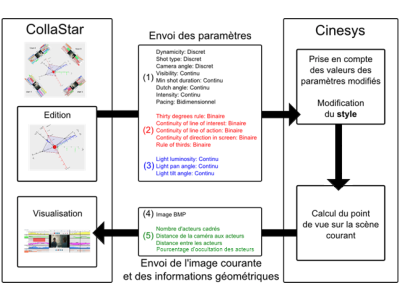 CollaStar
Envoi des paramètres
Cinesys
Edition
(1)
Dynamicity: Discret
Shot type: Discret
Camera angle: Discret
Visibility: Continu
Min shot duration: Continu
Dutch angle: Continu
Intensity: Continu
Pacing: Bidimensionnel
(2)
Thirty degrees rule: Binaire
Continuity of line of interest: Binaire
Continuity of line of action: Binaire
Continuity of direction in screen: Binaire
Rule of thirds: Binaire
(3)
Light luminosity: Continu
Light pan angle: Continu
Light tilt angle: Continu
Prise en compte
des valeurs des
paramètres modifiés
Modification
du style
Visualisation
(4) Image BMP
(5)
Nombre d'acteurs cadrés
Distance de la caméra aux acteurs
Distance entre les acteurs
Pourcentage d'occultation des acteurs
Calcul du point
de vue sur la scène
courant
Envoi de l'image courante
et des informations géométriques